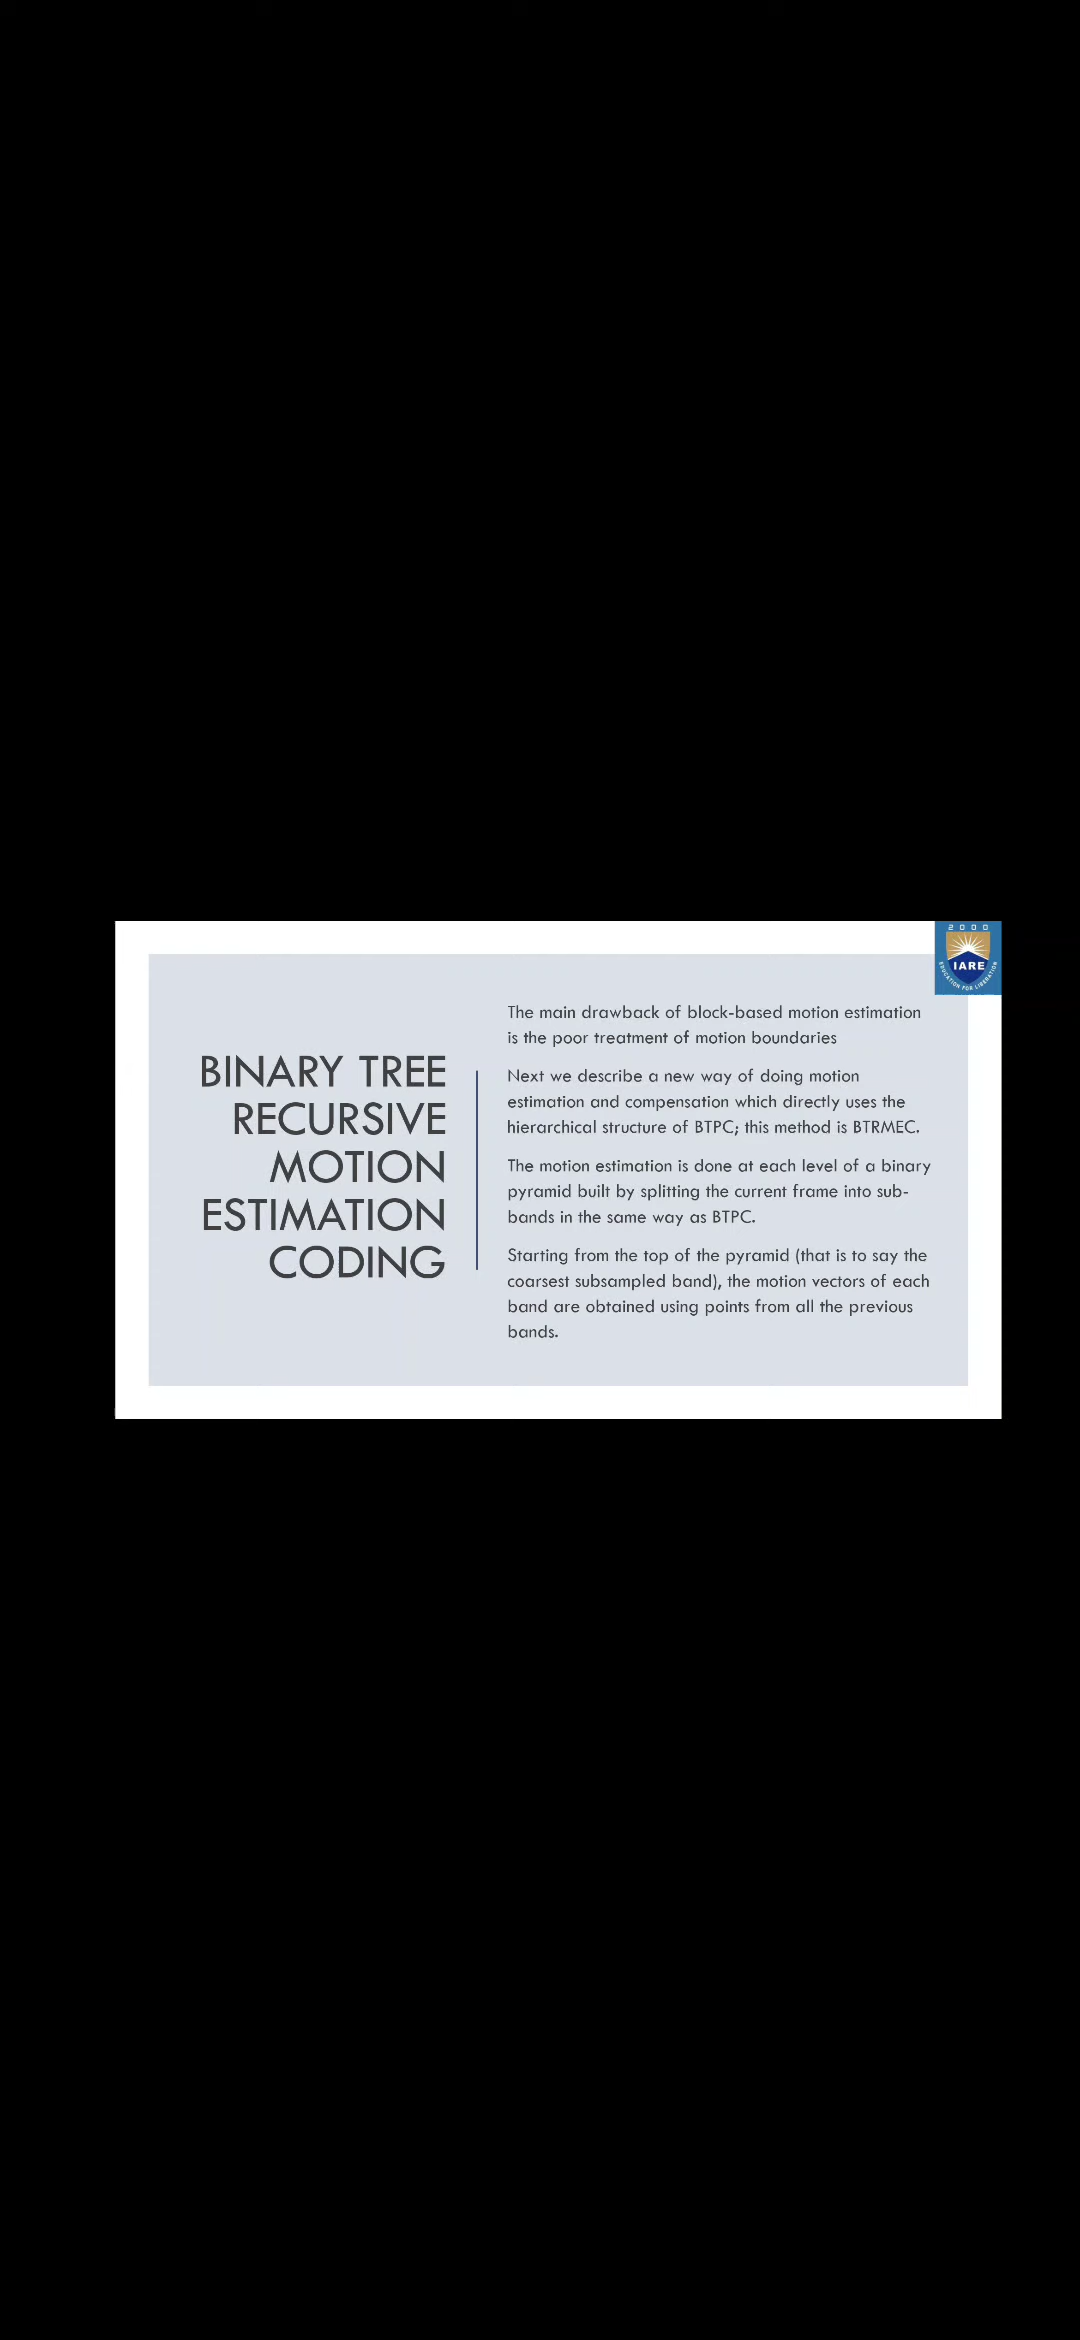 2000
IARE
EDUCATION FOR LIBERATION
BINARY TREE
RECURSIVE
MOTION
ESTIMATION
CODING
The main drawback of block-based motion estimation
is the poor treatment of motion boundaries
Next we describe a new way of doing motion
estimation and compensation which directly uses the
hierarchical structure of BTPC; this method is BTRMEC.
The motion estimation is done at each level of a binary
pyramid built by splitting the current frame into sub-
bands in the same way as BTPC.
Starting from the top of the pyramid (that is to say the
coarsest subsampled band), the motion vectors of each
band are obtained using points from all the previous
bands.